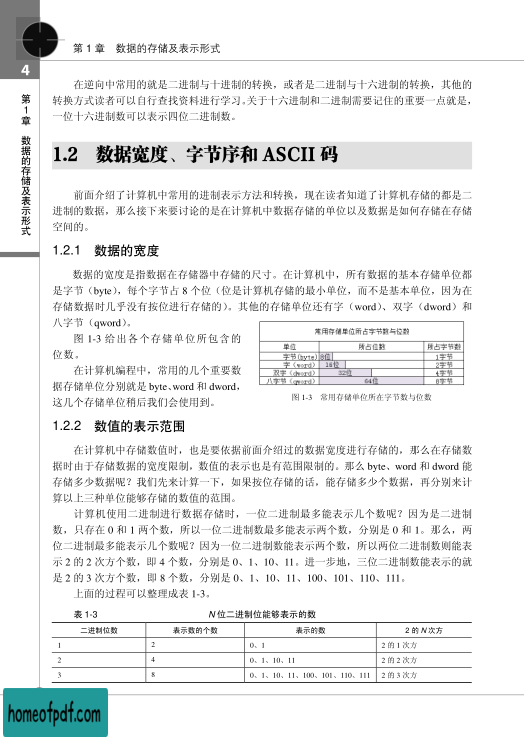 第 1 章 数据的存储及表示形式
4
第1章 数据的存储及表示形式
在逆向中常用的就是二进制与十进制的转换，或者是二进制与十六进制的转换，其他的
转换方式读者可以自行查找资料进行学习。关于十六进制和二进制需要记住的重要一点就是，
一位十六进制数可以表示四位二进制数。
1.2 数据宽度、字节序和 ASCII 码
前面介绍了计算机中常用的进制表示方法和转换，现在读者知道了计算机存储的都是二
进制的数据，那么接下来要讨论的是在计算机中数据存储的单位以及数据是如何存储在存储
空间的。
1.2.1 数据的宽度
数据的宽度是指数据在存储器中存储的尺寸。在计算机中，所有数据的基本存储单位都
是字节（byte），每个字节占 8 个位（位是计算机存储的最小单位，而不是基本单位，因为在
存储数据时几乎没有按位进行存储的）。其他的存储单位还有字（word）、双字（dword）和
八字节（qword）。
图 1-3 给出各个存储单位所包含的
位数。
在计算机编程中，常用的几个重要数
据存储单位分别就是 byte、word 和 dword，
这几个存储单位稍后我们会使用到。
常用存储单位所占字节数与位数
单位 所占位数 所占字节数
字节(byte) 8位 1字节
字（word） 16位 2字节
双字（dword） 32位 4字节
八字节（qword） 64位 8字节
图 1-3 常用存储单位所在字节数与位数
1.2.2 数值的表示范围
在计算机中存储数值时，也是要依据前面介绍过的数据宽度进行存储的，那么在存储数
据时由于存储数据的宽度限制，数值的表示也是有范围限制的。那么 byte、word 和 dword 能
存储多少数据呢？我们先来计算一下，如果按位存储的话，能存储多少个数据，再分别来计
算以上三种单位能够存储的数值的范围。
计算机使用二进制进行数据存储时，一位二进制最多能表示几个数呢？因为是二进制
数，只存在 0 和 1 两个数，所以一位二进制数最多能表示两个数，分别是 0 和 1。那么，两
位二进制最多能表示几个数呢？因为一位二进制数能表示两个数，所以两位二进制数则能表
示 2 的 2 次方个数，即 4 个数，分别是 0、1、10、11。进一步地，三位二进制数能表示的就
是 2 的 3 次方个数，即 8 个数，分别是 0、1、10、11、100、101、110、111。
上面的过程可以整理成表 1-3。
表 1-3 N 位二进制位能够表示的数
二进制位数 表示数的个数 表示的数 2 的 N 次方
1 2 0、1 2 的 1 次方
2 4 0、1、10、11 2 的 2 次方
3 8 0、1、10、11、100、101、110、111 2 的 3 次方
homeofpdf.com